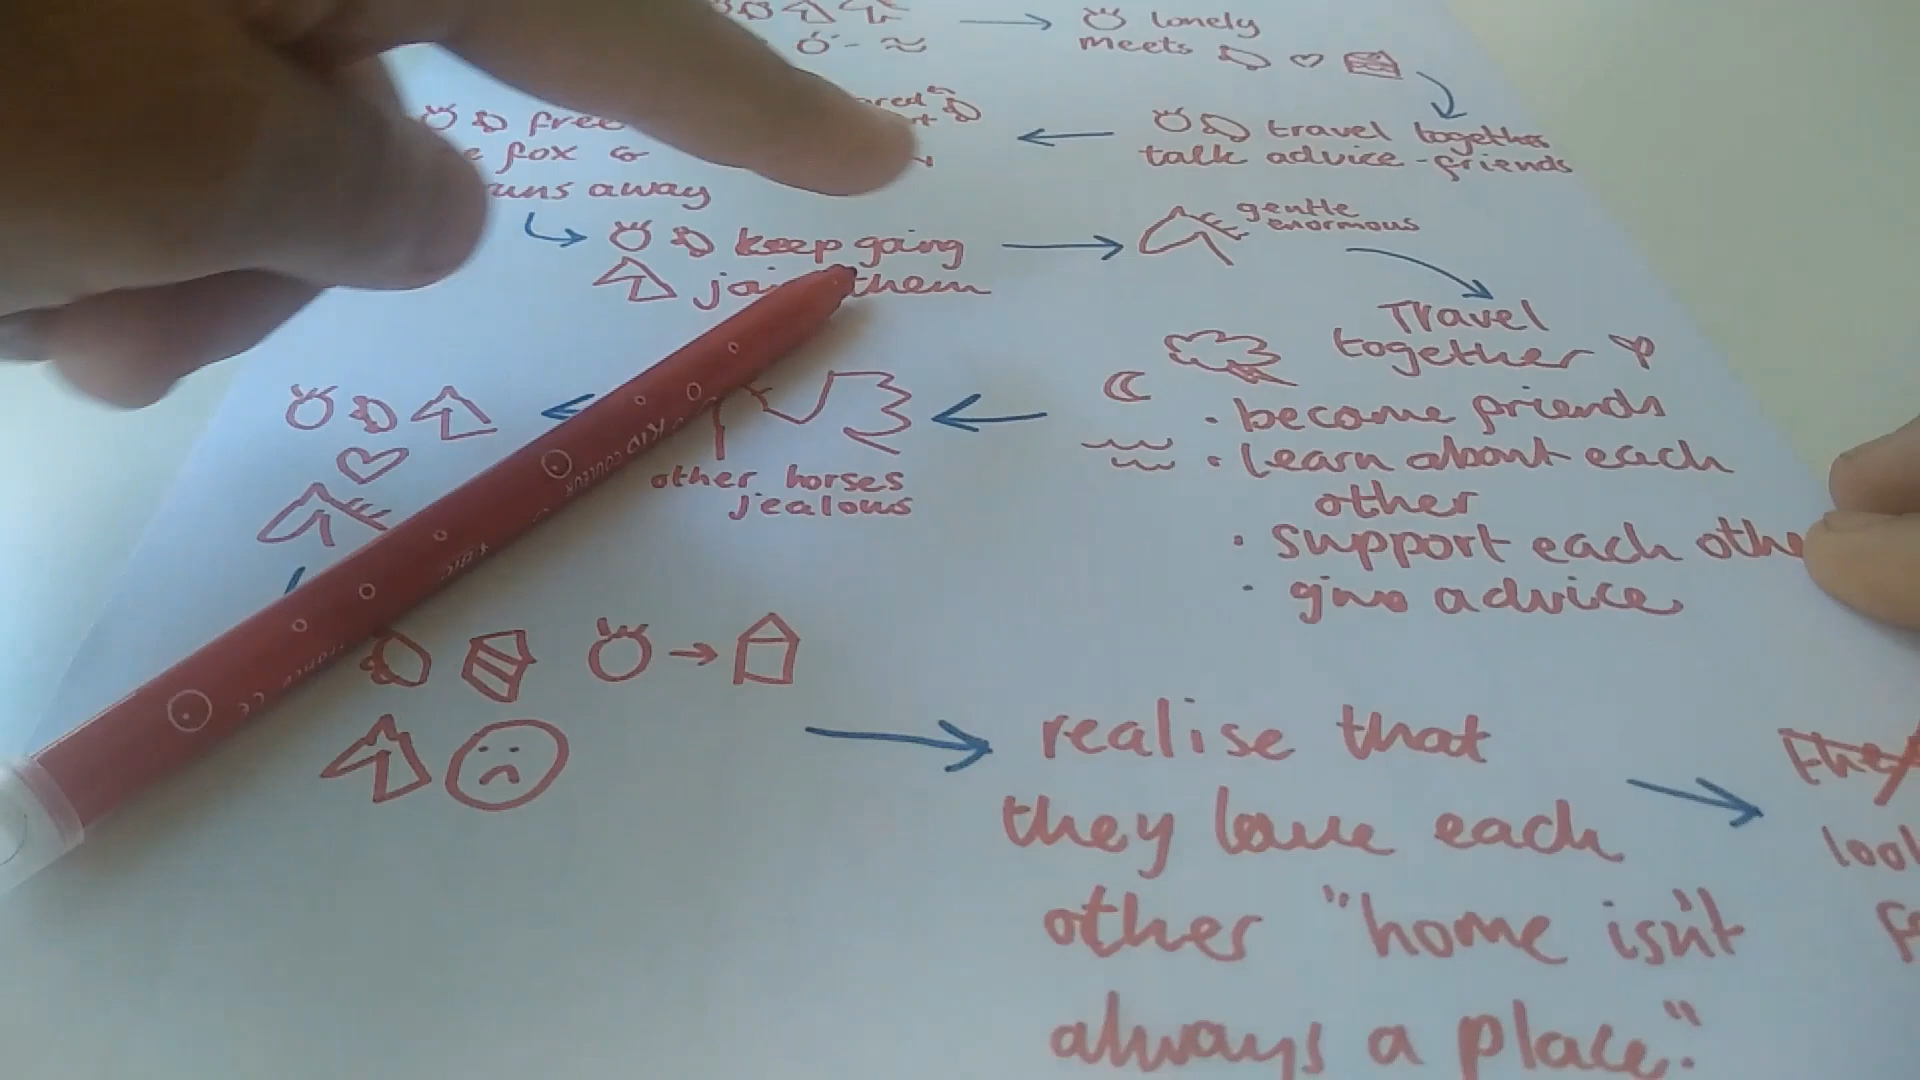 lonely
meets
travel together
talk advice - friends
free
fox &
runs away
keep going
them
gentle
enormous
Travel
together
• become friends
• learn about each
other
• support each othe
• give advice
other horses
jealous
realise that
they love each
other "home isn't
always a place."